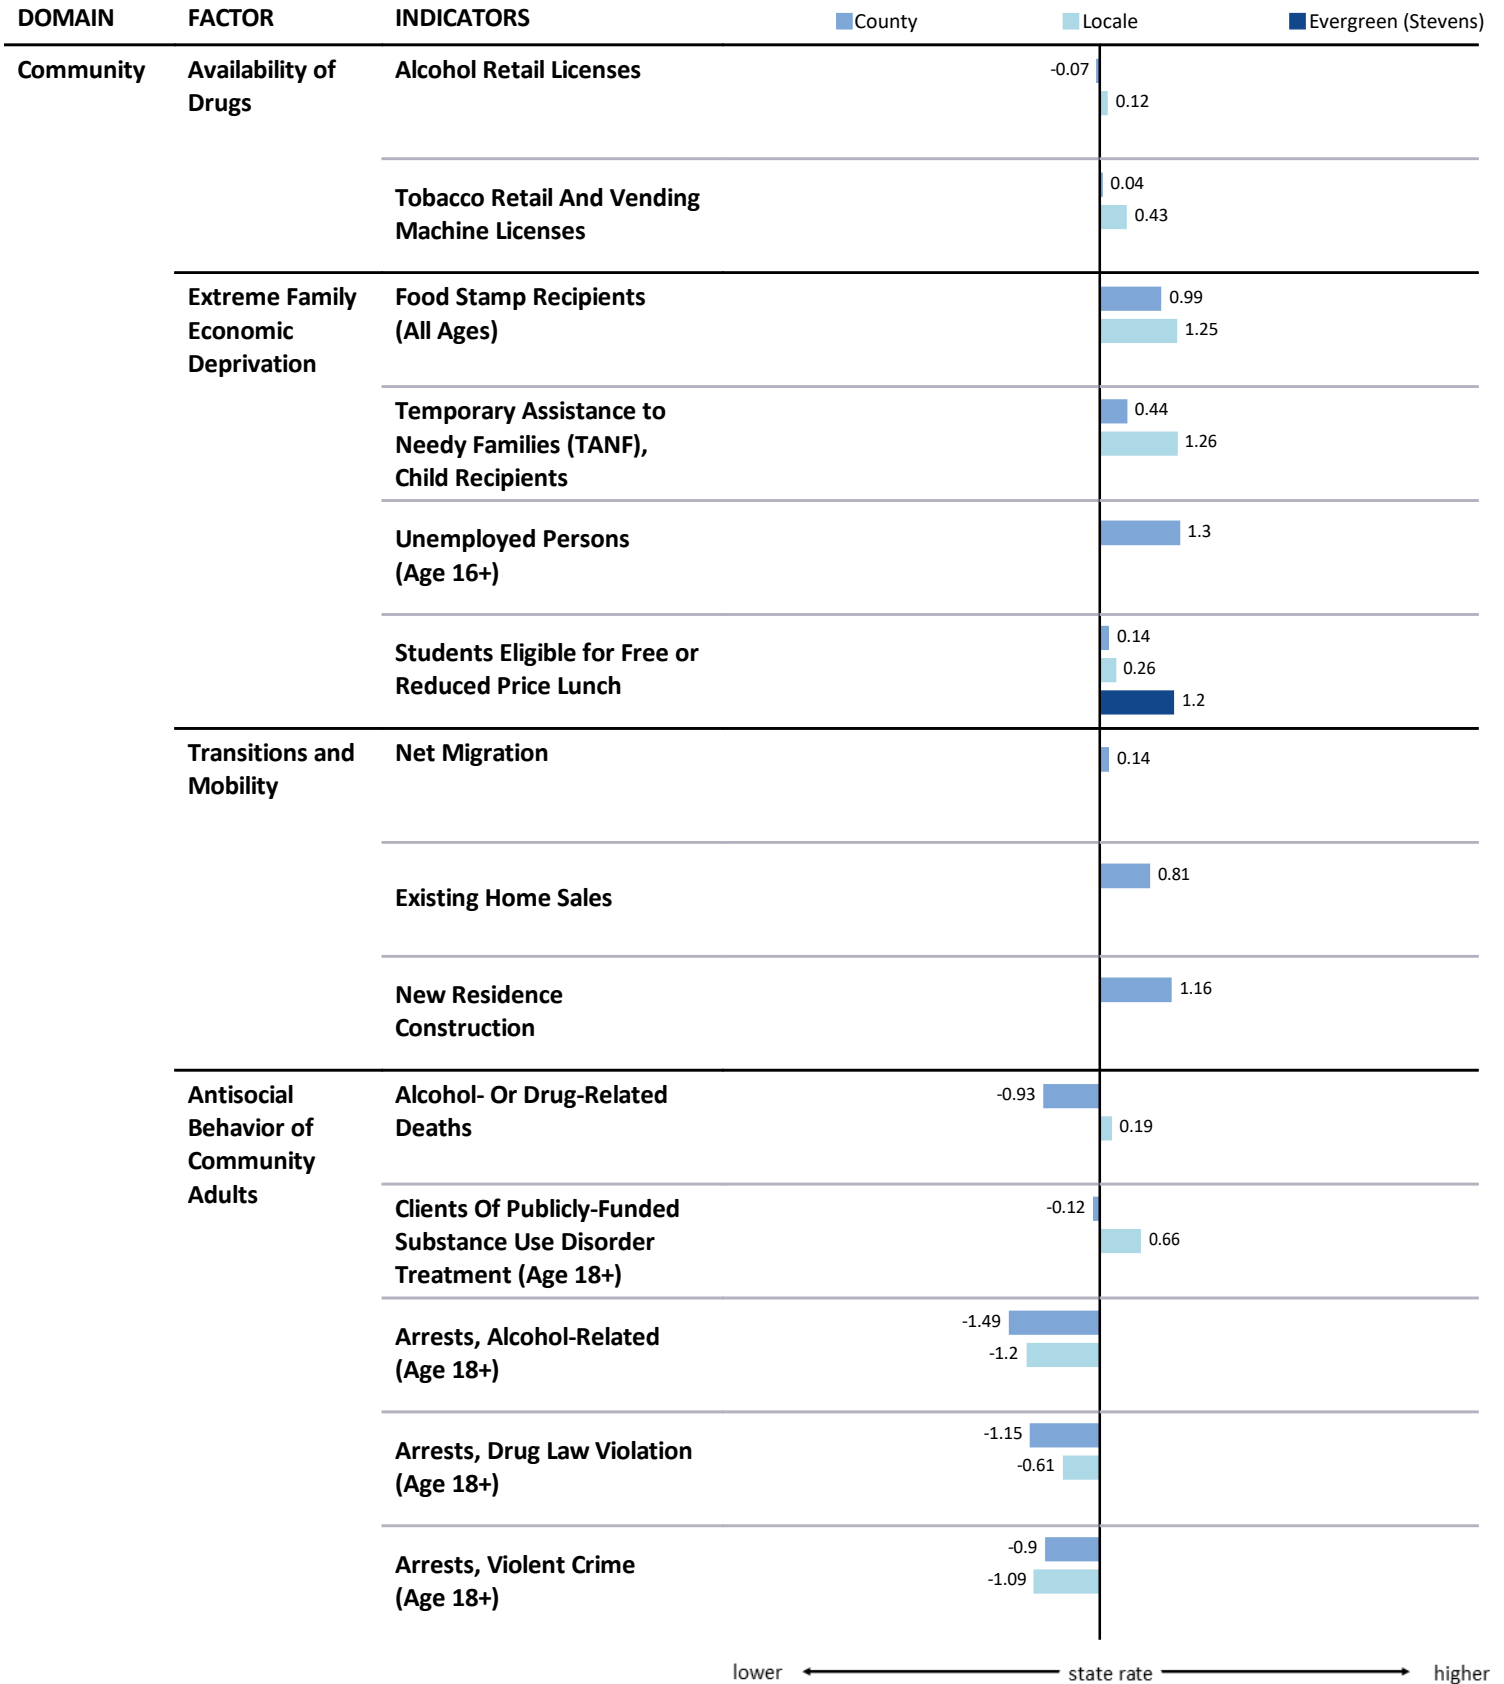 DOMAIN FACTOR INDICATORS County Locale Evergreen (Stevens)
Community Availability of Alcohol Retail Licenses -0.07
Drugs 0.12
Tobacco Retail And Vending 0.04
Machine Licenses 0.43
Extreme Family Food Stamp Recipients 0.99
Economic (All Ages) 1.25
Deprivation
Temporary Assistance to 0.44
Needy Families (TANF), 1.26
Child Recipients
Unemployed Persons 1.3
(Age 16+)
Students Eligible for Free or 0.14
Reduced Price Lunch 0.26
1.2
Transitions and Net Migration 0.14
Mobility
Existing Home Sales 0.81
New Residence 1.16
Construction
Antisocial Alcohol- Or Drug-Related -0.93
Behavior of Deaths 0.19
Community
Adults
Clients Of Publicly-Funded -0.12
Substance Use Disorder 0.66
Treatment (Age 18+)
Arrests, Alcohol-Related -1.49
(Age 18+) -1.2
Arrests, Drug Law Violation -1.15
(Age 18+) -0.61
Arrests, Violent Crime -0.9
(Age 18+) -1.09
lower state rate higher